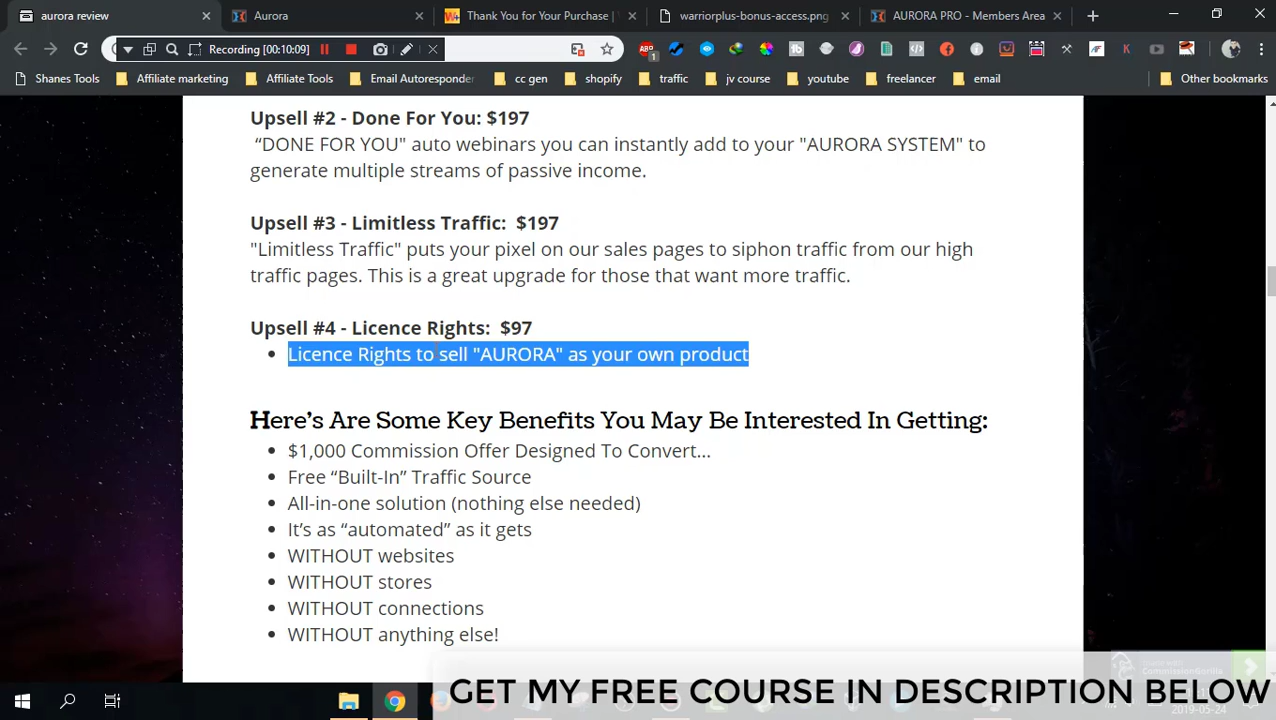 aurora review
Aurora
Thank You for Your Purchase |
warriorplus-bonus-access.png
AURORA PRO - Members Area
Recording [00:10:09]
Shanes Tools
Affiliate marketing
Affiliate Tools
Email Autoresponder
cc gen
shopify
traffic
jv course
youtube
freelancer
email
Other bookmarks
Upsell #2 - Done For You: $197
“DONE FOR YOU" auto webinars you can instantly add to your "AURORA SYSTEM" to
generate multiple streams of passive income.
Upsell #3 - Limitless Traffic: $197
"Limitless Traffic" puts your pixel on our sales pages to siphon traffic from our high
traffic pages. This is a great upgrade for those that want more traffic.
Upsell #4 - Licence Rights: $97
• Licence Rights to sell "AURORA" as your own product
Here's Are Some Key Benefits You May Be Interested In Getting:
• $1,000 Commission Offer Designed To Convert...
• Free “Built-In” Traffic Source
• All-in-one solution (nothing else needed)
• It’s as “automated” as it gets
• WITHOUT websites
• WITHOUT stores
• WITHOUT connections
• WITHOUT anything else!
GET MY FREE COURSE IN DESCRIPTION BELOW
2019-05-24